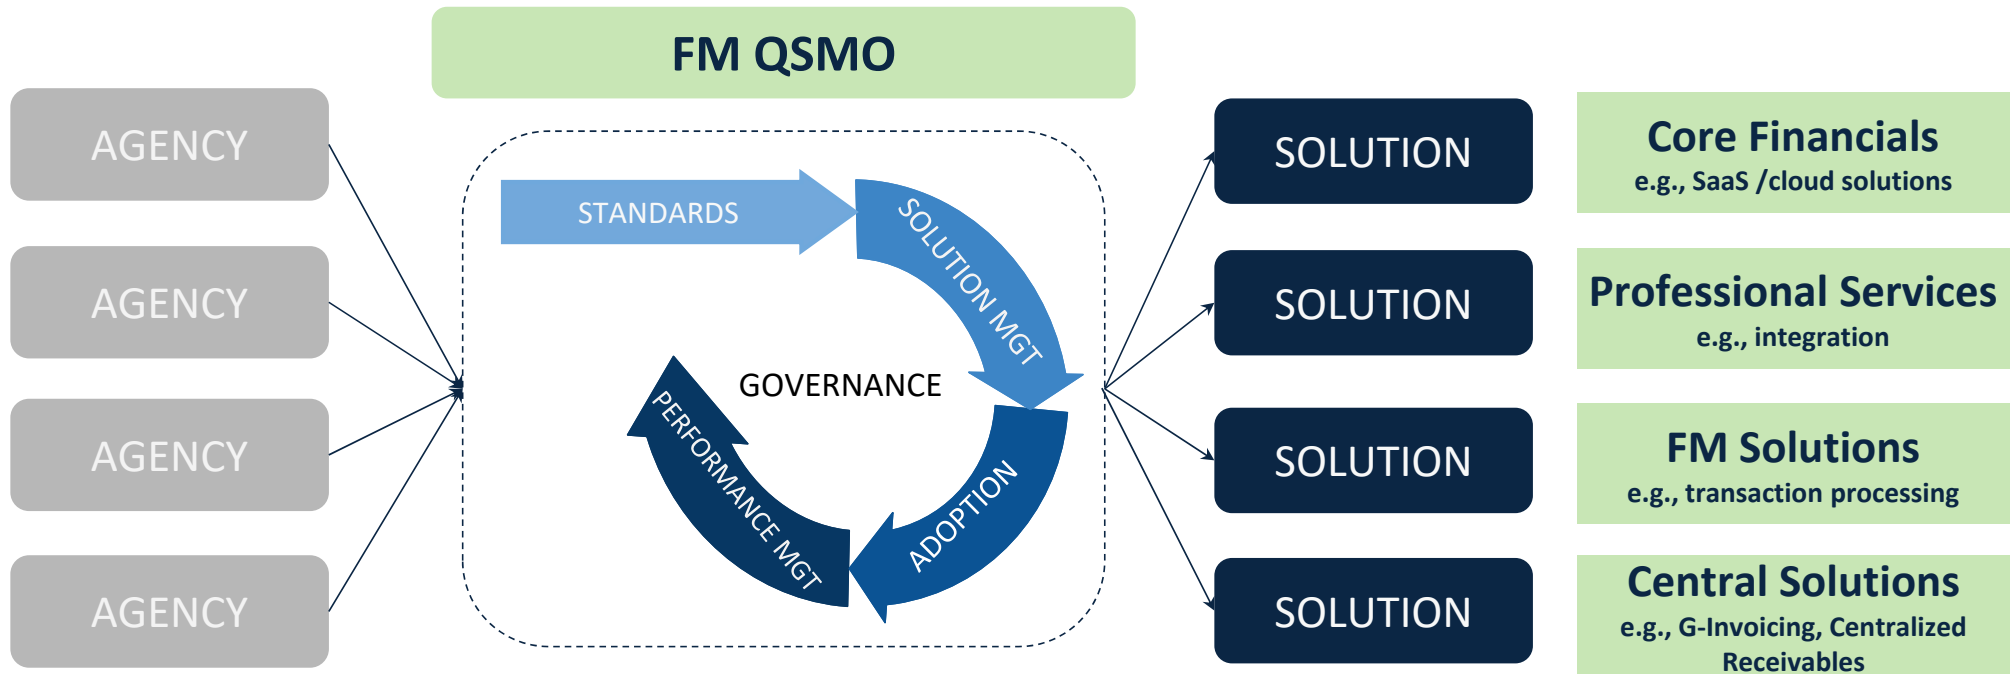 FM QSMO
AGENCY
AGENCY
AGENCY
AGENCY
STANDARDS
SOLUTION MGT
GOVERNANCE
ADOPTION
PERFORMANCE MGT
SOLUTION
Core Financials
e.g., SaaS /cloud solutions
SOLUTION
Professional Services
e.g., integration
SOLUTION
FM Solutions
e.g., transaction processing
SOLUTION
Central Solutions
e.g., G-Invoicing, Centralized
Receivables